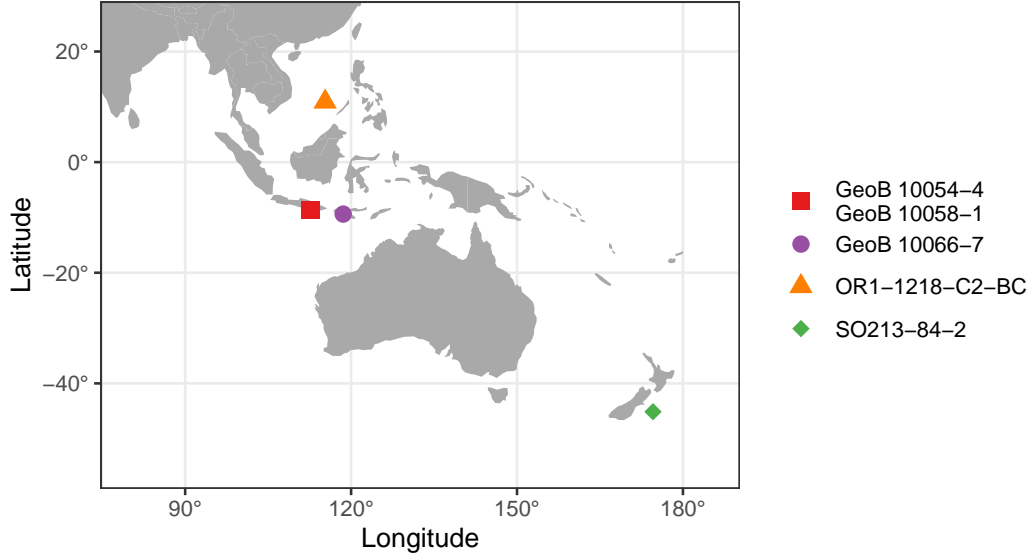 20°
0°
−20°
−40°
Latitude
90°
120°
150°
180°
Longitude
GeoB 10054−4
GeoB 10058−1
GeoB 10066−7
OR1−1218−C2−BC
SO213−84−2